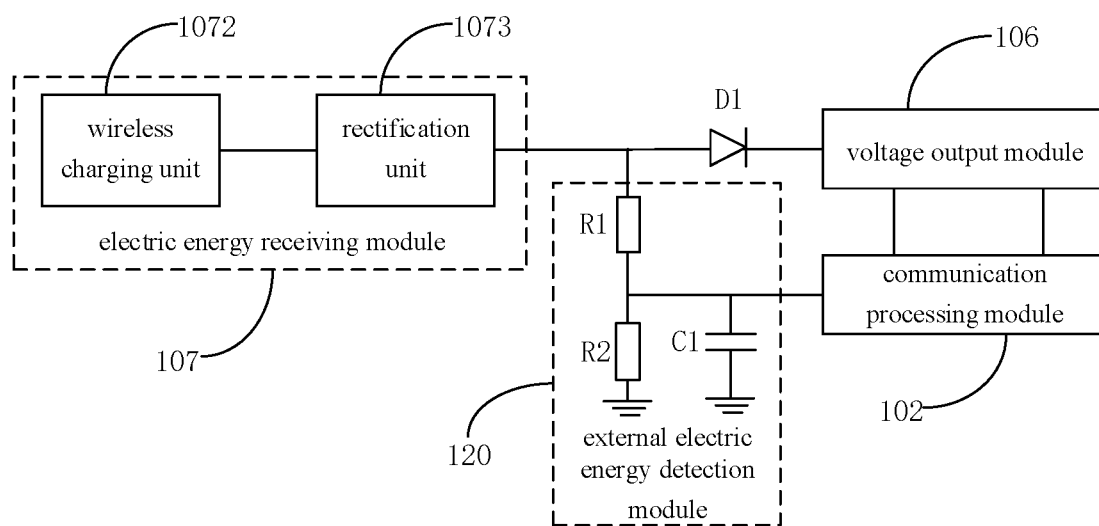 1072
1073
106
D1
wireless
charging unit
rectification
unit
voltage output module
electric energy receiving module
R1
communication
processing module
R2
C1
107
102
120
external electric
energy detection
module